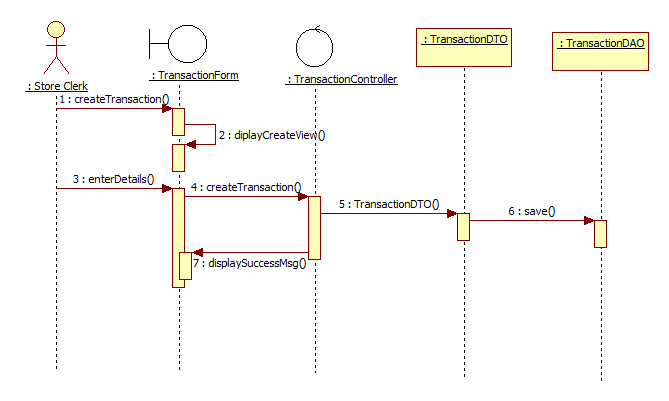 : TransactionDTO
: TransactionDAO
: Store Clerk
: TransactionForm
: TransactionController
1 : createTransaction()
2 : diplayCreateView()
3 : enterDetails()
4 : createTransaction()
5 : TransactionDTO()
6 : save()
7 : displaySuccessMsg()